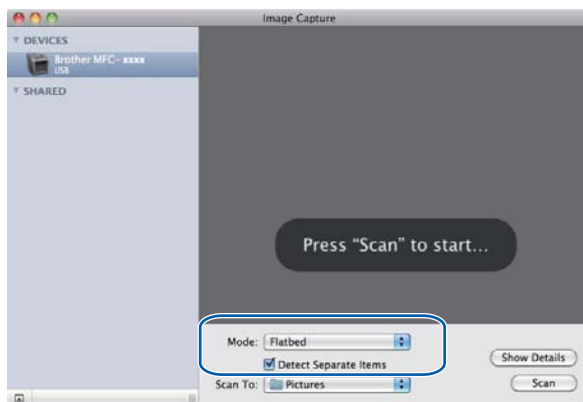 Image Capture
DEVICES
Brother MFC- xxxx
USB
SHARED
Press “Scan” to start...
Mode: Flatbed
Detect Separate Items
Show Details
Scan To: Pictures
Scan